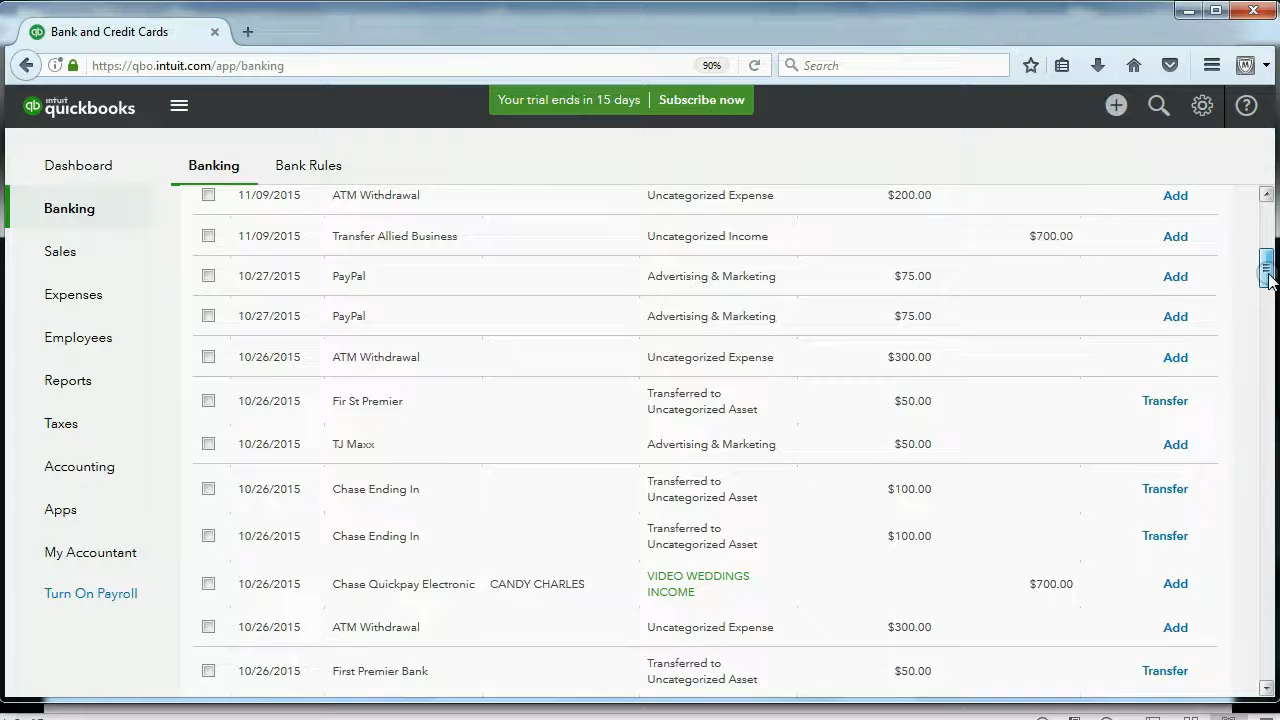 Bank and Credit Cards
https://qbo.intuit.com/app/banking
90%
Search
intuit
quickbooks
Your trial ends in 15 days
Subscribe now
Dashboard
Banking
Sales
Expenses
Employees
Reports
Taxes
Accounting
Apps
My Accountant
Turn On Payroll
Banking
Bank Rules
11/09/2015 ATM Withdrawal Uncategorized Expense $200.00 Add
11/09/2015 Transfer Allied Business Uncategorized Income $700.00 Add
10/27/2015 PayPal Advertising & Marketing $75.00 Add
10/27/2015 PayPal Advertising & Marketing $75.00 Add
10/26/2015 ATM Withdrawal Uncategorized Expense $300.00 Add
10/26/2015 Fir St Premier Transferred to $50.00 Transfer
Uncategorized Asset
10/26/2015 TJ Maxx Advertising & Marketing $50.00 Add
10/26/2015 Chase Ending In Transferred to $100.00 Transfer
Uncategorized Asset
10/26/2015 Chase Ending In Transferred to $100.00 Transfer
Uncategorized Asset
10/26/2015 Chase Quickpay Electronic CANDY CHARLES VIDEO WEDDINGS $700.00 Add
INCOME
10/26/2015 ATM Withdrawal Uncategorized Expense $300.00 Add
10/26/2015 First Premier Bank Transferred to $50.00 Transfer
Uncategorized Asset